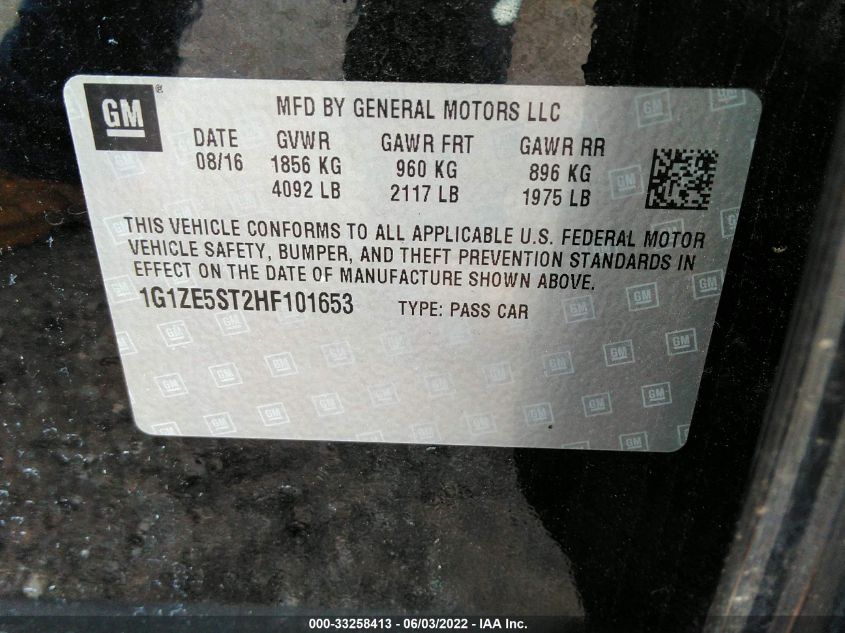 GM ®
MFD BY GENERAL MOTORS LLC
DATE GVWR GAWR FRT GAWR RR
08/16 1856 KG 960 KG 896 KG
4092 LB 2117 LB 1975 LB
THIS VEHICLE CONFORMS TO ALL APPLICABLE U.S. FEDERAL MOTOR
VEHICLE SAFETY, BUMPER, AND THEFT PREVENTION STANDARDS IN
EFFECT ON THE DATE OF MANUFACTURE SHOWN ABOVE.
1G1ZE5ST2HF101653 TYPE: PASS CAR
000-33258413 - 06/03/2022 - IAA Inc.